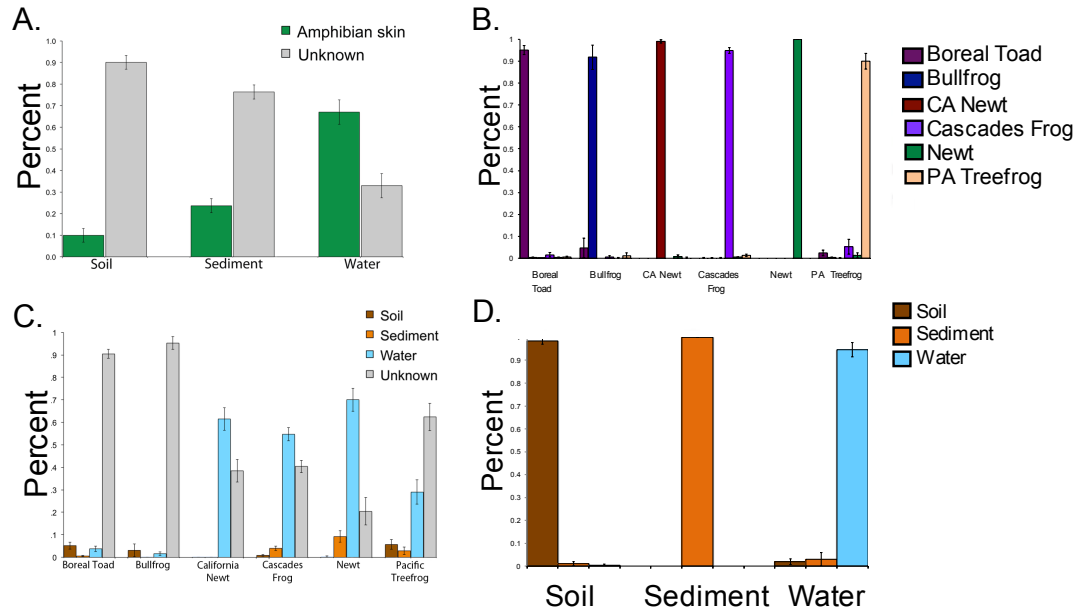 A.
Amphibian skin
Unknown
Percent
1
0.9
0.8
0.7
0.6
0.5
0.4
0.3
0.2
0.1
0.0
Soil Sediment Water
B.
Boreal Toad
Bullfrog
CA Newt
Cascades Frog
Newt
PA Treefrog
Percent
1
0.9
0.8
0.7
0.6
0.5
0.4
0.3
0.2
0.1
0
Boreal Toad
Bullfrog
CA Newt
Cascades Frog
Newt
PA Treefrog
C.
Soil
Sediment
Water
Unknown
Percent
.1
.9
.8
.7
.6
.5
.4
.3
.2
.1
.0
Boreal Toad
Bullfrog
California Newt
Cascades Frog
Newt
Pacific Treefrog
D.
Soil
Sediment
Water
Percent
1
0.9
0.8
0.7
0.6
0.5
0.4
0.3
0.2
0.1
0
Soil Sediment Water